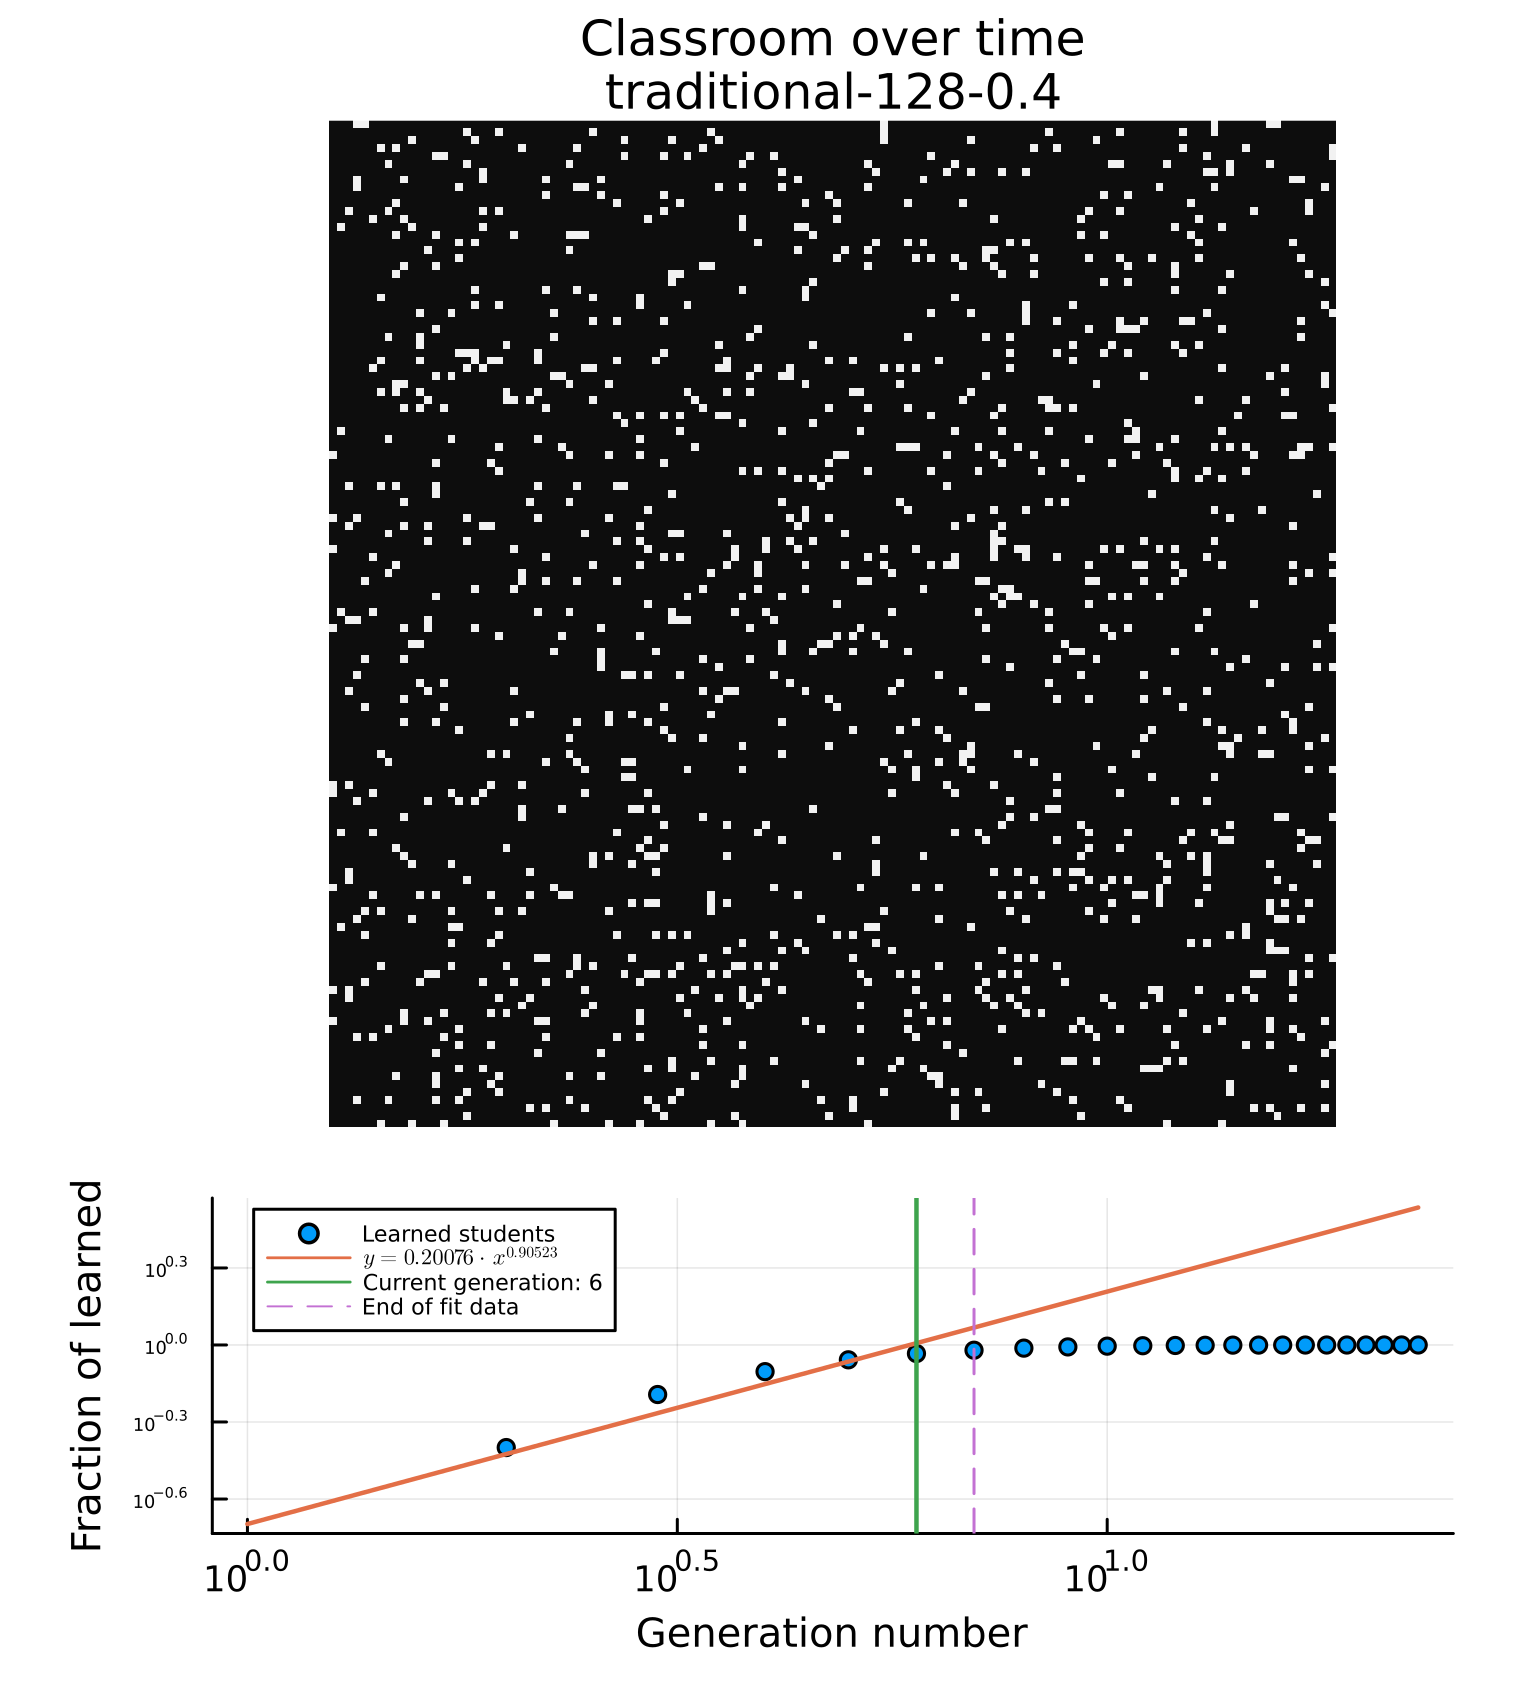 Classroom over time
traditional-128-0.4
Fraction of learned
10^0.3
10^0.0
10^−0.3
10^−0.6
Learned students
y = 0.20076 · x^0.90523
Current generation: 6
End of fit data
10^0.0
10^0.5
10^1.0
Generation number